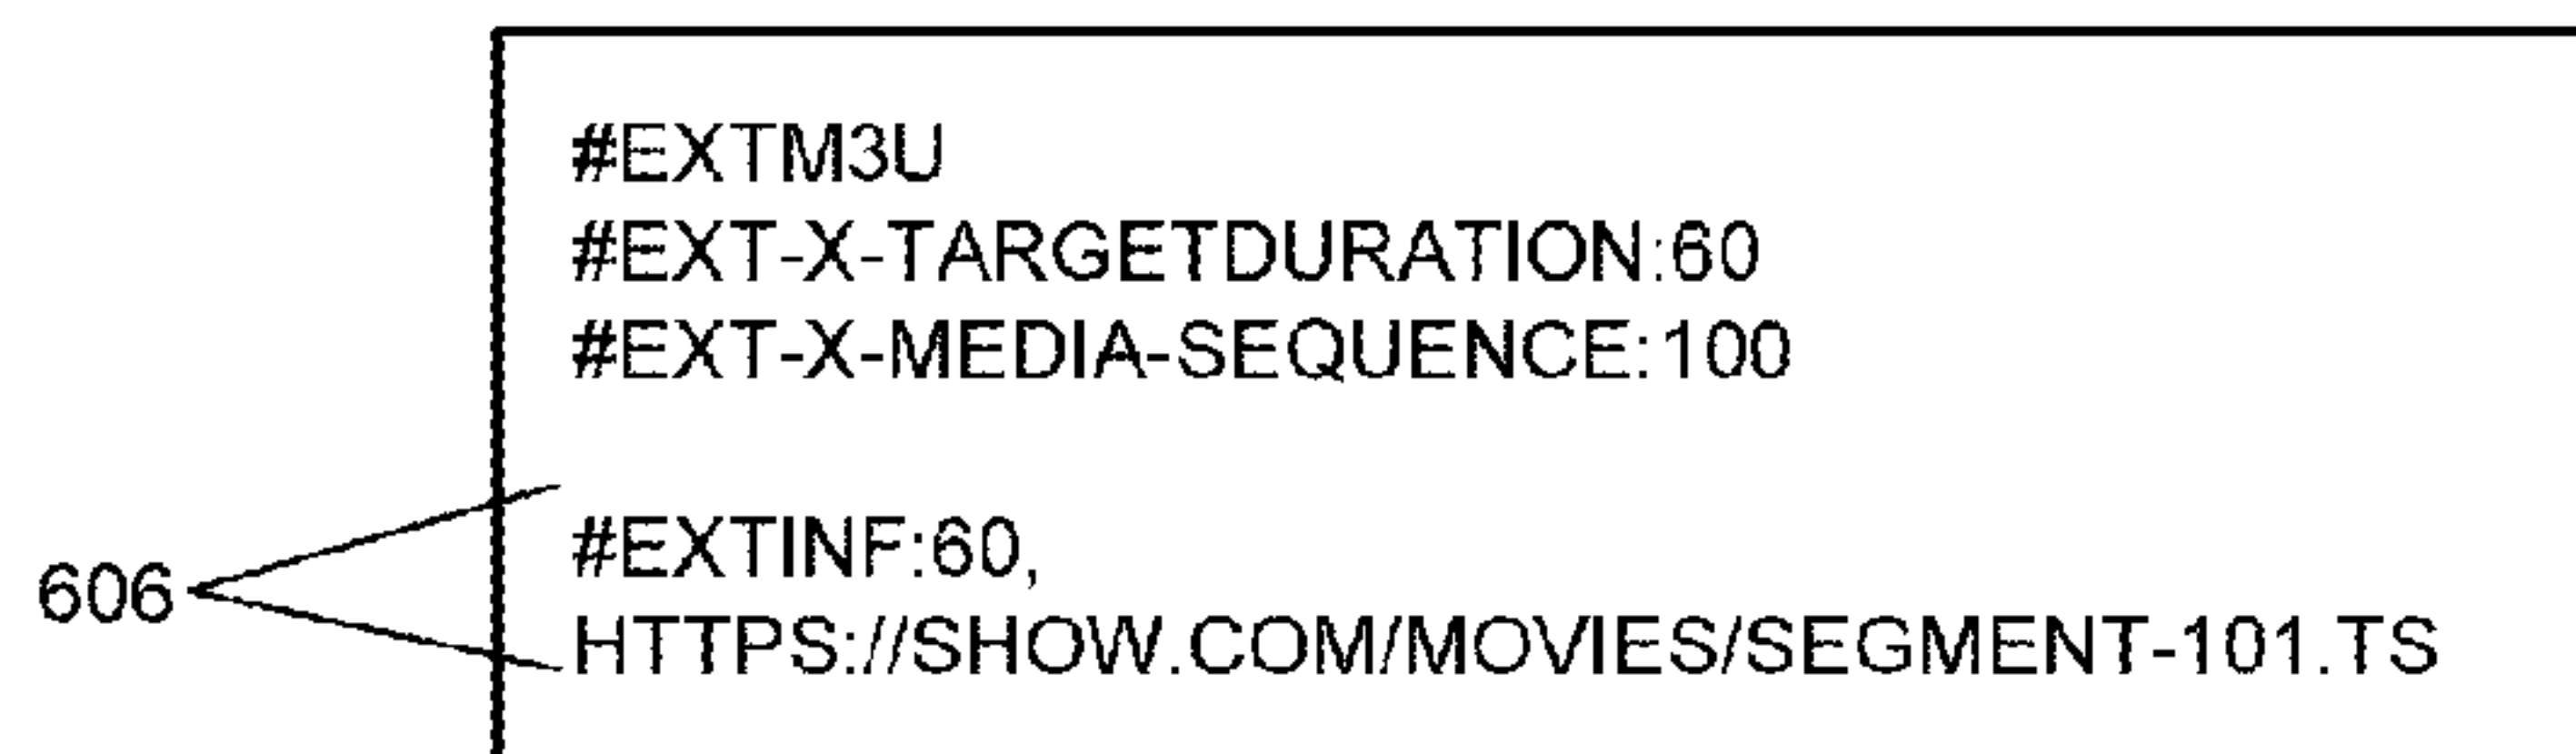 #EXTM3U
#EXT-X-TARGETDURATION:60
#EXT-X-MEDIA-SEQUENCE:100
#EXTINF:60,
606
HTTPS://SHOW.COM/MOVIES/SEGMENT-101.TS